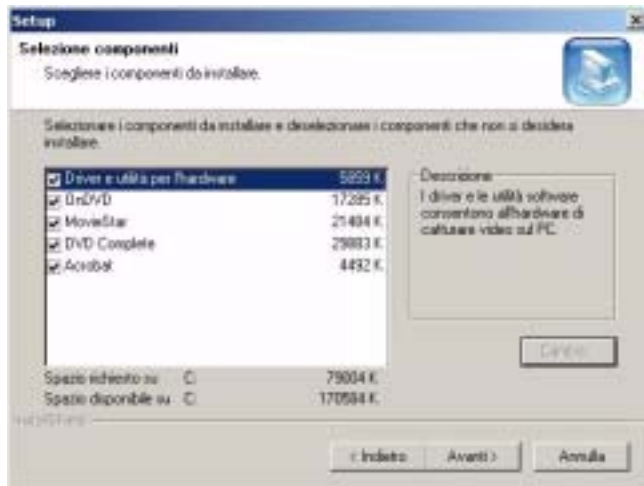 Setup
Selezione componenti
Scegliere i componenti da installare.
Selezionare i componenti da installare e deselezionare i componenti che non si desidera
installare.
Driver e utilità per l'hardware 5859 K
OnDVD 17285 K
MovieStar 21484 K
DVD Complete 29883 K
Acrobat 4492 K
Descrizione
I driver e le utilità software
consentono all'hardware di
catturare video sul PC.
Spazio richiesto su C: 79004 K
Spazio disponibile su C: 170584 K
InstallShield
< Indietro
Avanti >
Annulla